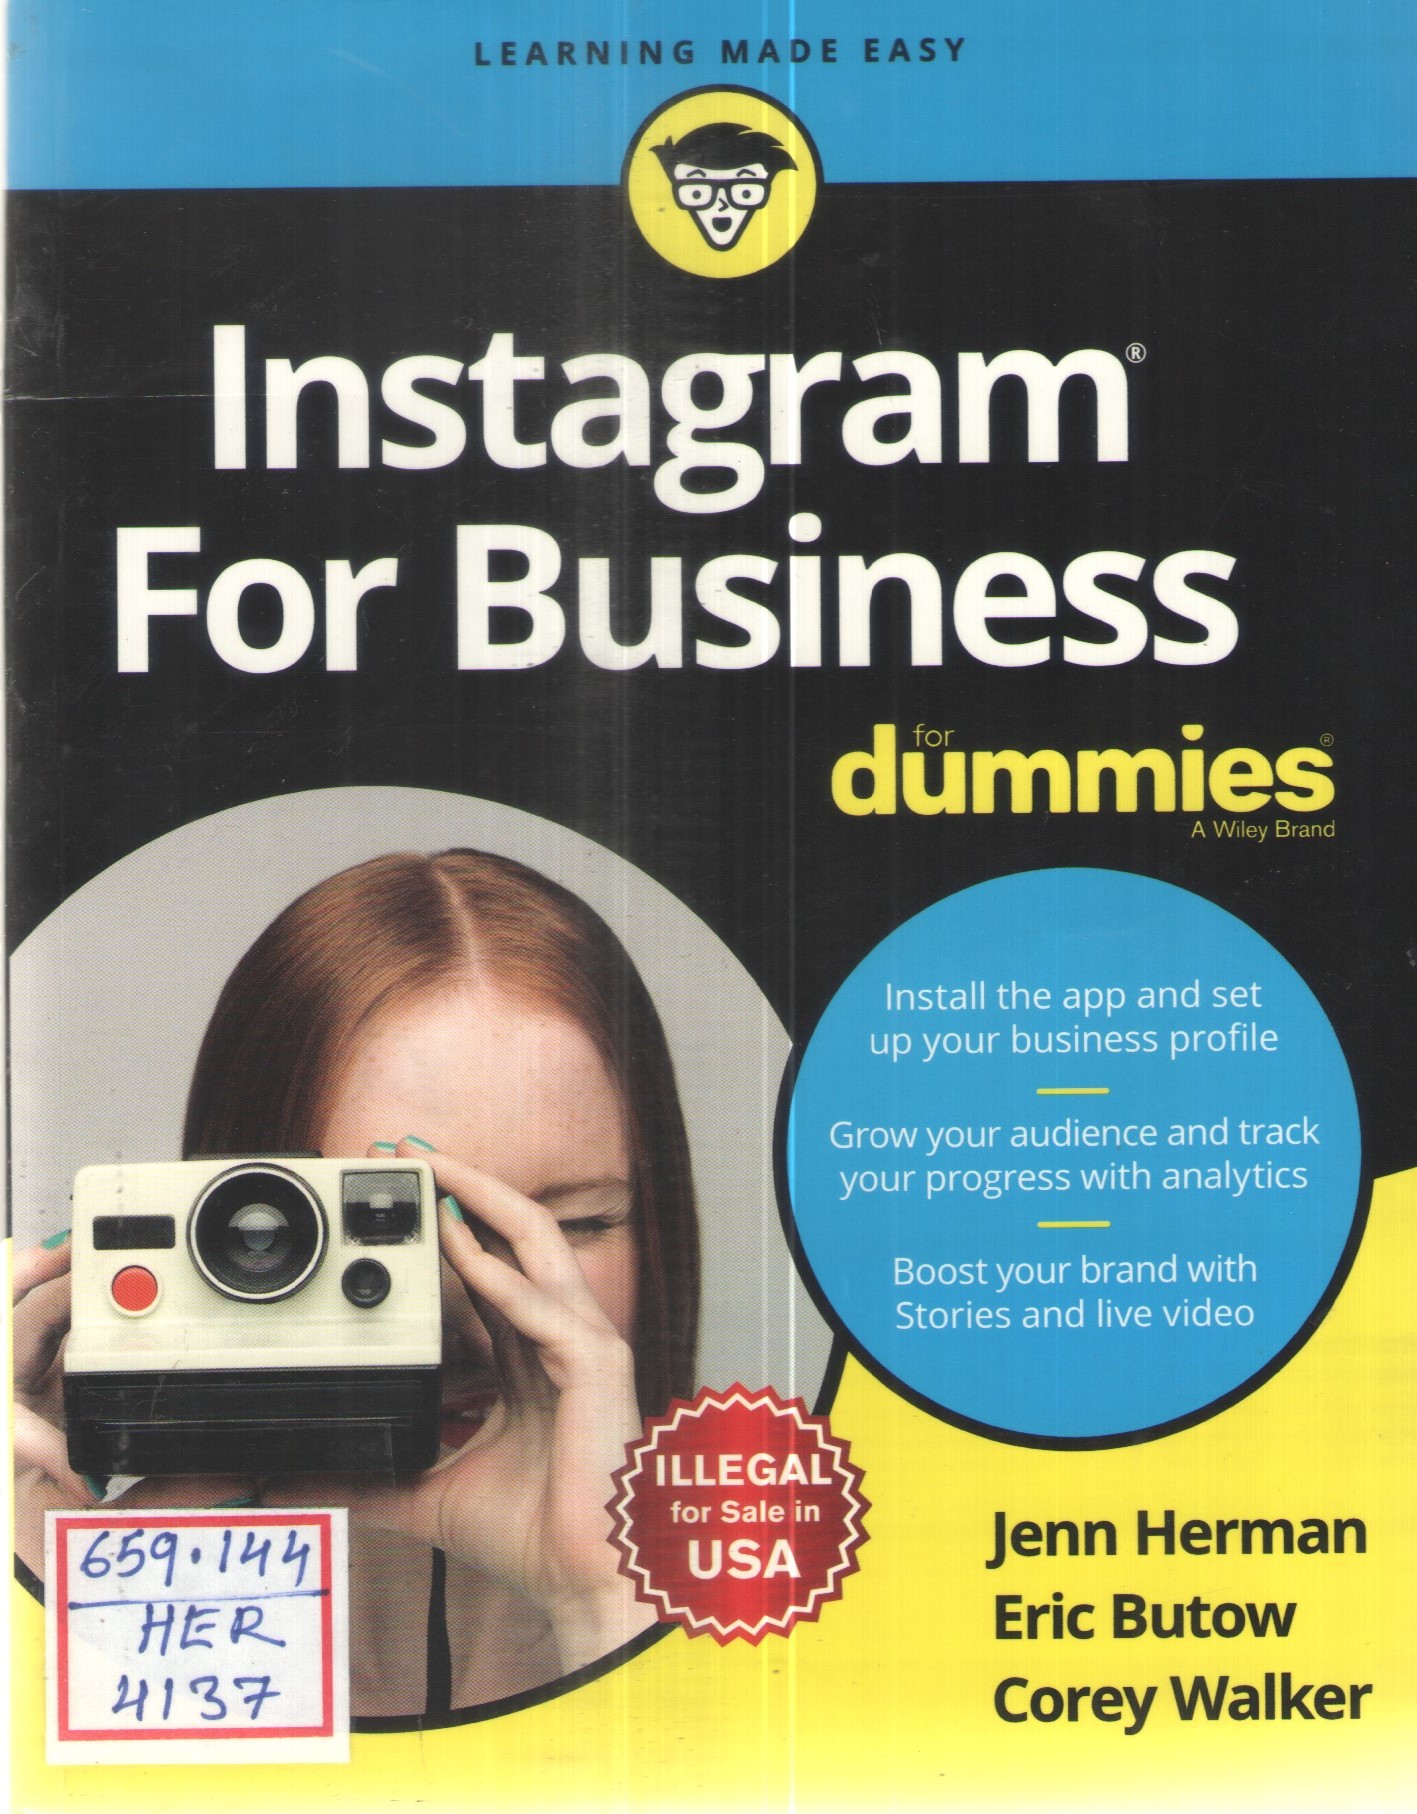 LEARNING MADE EASY
Instagram®
For Business
for
dummies®
A Wiley Brand
Install the app and set
up your business profile
Grow your audience and track
your progress with analytics
Boost your brand with
Stories and live video
ILLEGAL
for Sale in
USA
Jenn Herman
Eric Butow
Corey Walker
659.144
HER
4137